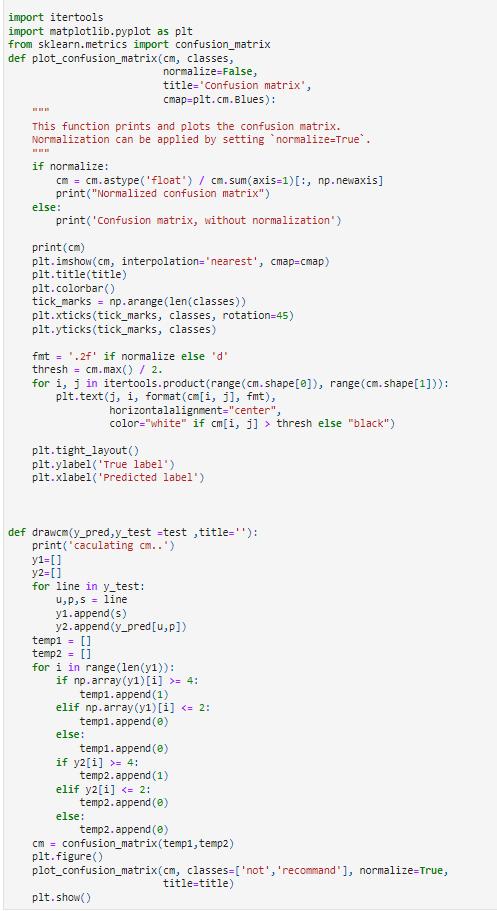 import itertools
import matplotlib.pyplot as plt
from sklearn.metrics import confusion_matrix
def plot_confusion_matrix(cm, classes,
                          normalize=False,
                          title='Confusion matrix',
                          cmap=plt.cm.Blues):
    """
    This function prints and plots the confusion matrix.
    Normalization can be applied by setting `normalize=True`.
    """
    if normalize:
        cm = cm.astype('float') / cm.sum(axis=1)[:, np.newaxis]
        print("Normalized confusion matrix")
    else:
        print('Confusion matrix, without normalization')

    print(cm)
    plt.imshow(cm, interpolation='nearest', cmap=cmap)
    plt.title(title)
    plt.colorbar()
    tick_marks = np.arange(len(classes))
    plt.xticks(tick_marks, classes, rotation=45)
    plt.yticks(tick_marks, classes)

    fmt = '.2f' if normalize else 'd'
    thresh = cm.max() / 2.
    for i, j in itertools.product(range(cm.shape[0]), range(cm.shape[1])):
        plt.text(j, i, format(cm[i, j], fmt),
                 horizontalalignment="center",
                 color="white" if cm[i, j] > thresh else "black")

    plt.tight_layout()
    plt.ylabel('True label')
    plt.xlabel('Predicted label')

def drawcm(y_pred,y_test =test ,title=''):
    print('caculating cm..')
    y1=[]
    y2=[]
    for line in y_test:
        u,p,s = line
        y1.append(s)
        y2.append(y_pred[u,p])
    temp1 = []
    temp2 = []
    for i in range(len(y1)):
        if np.array(y1)[i] >= 4:
            temp1.append(1)
        elif np.array(y1)[i] <= 2:
            temp1.append(0)
        else:
            temp1.append(0)
        if y2[i] >= 4:
            temp2.append(1)
        elif y2[i] <= 2:
            temp2.append(0)
        else:
            temp2.append(0)
    cm = confusion_matrix(temp1,temp2)
    plt.figure()
    plot_confusion_matrix(cm, classes=['not','recommand'], normalize=True,
                          title=title)
    plt.show()